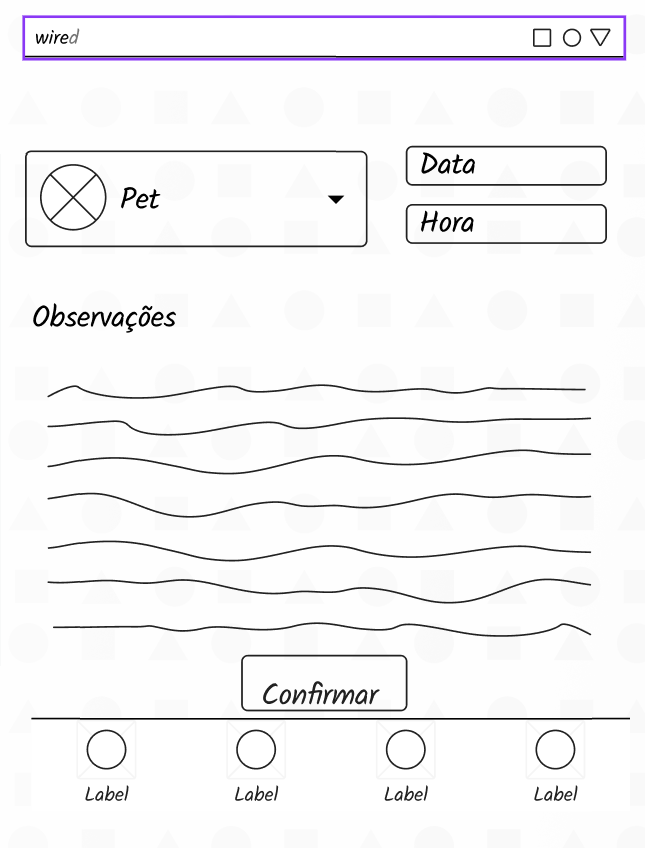 wired
Pet
Data
Hora
Observações
Confirmar
Label Label Label Label